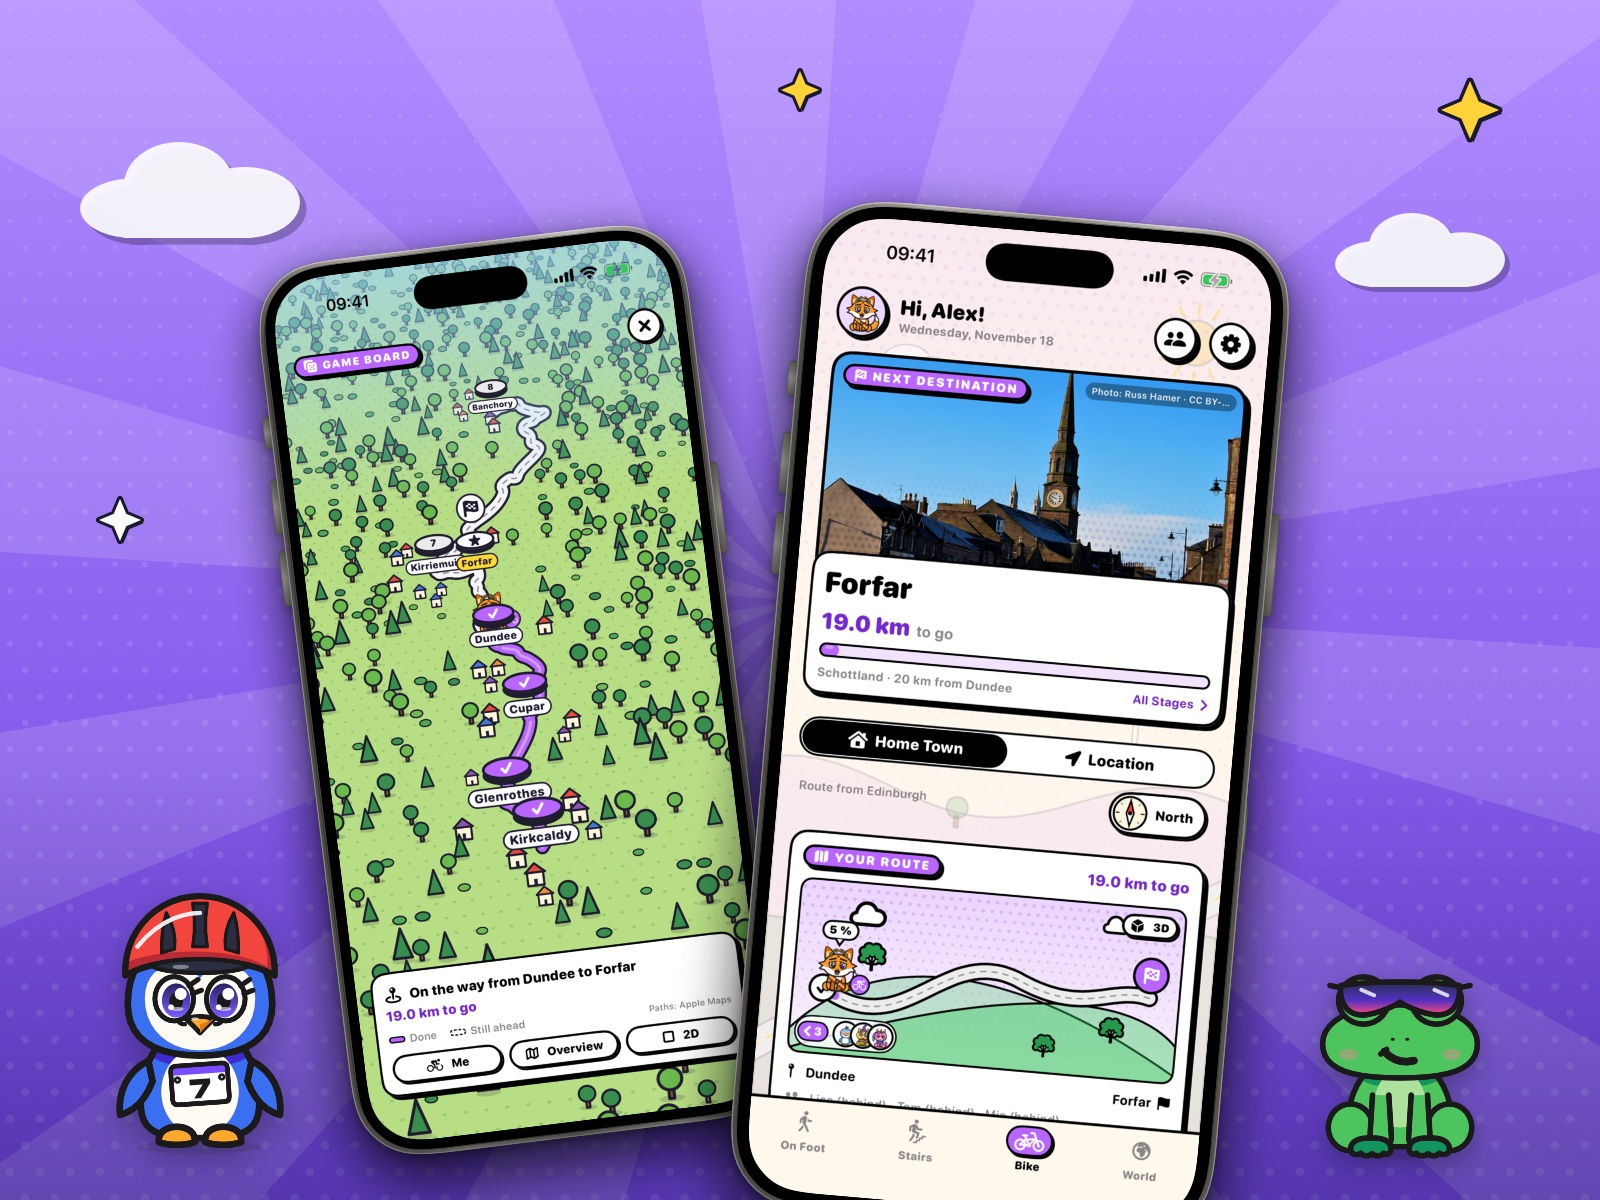 09:41
GAME BOARD
8
Banchory
7
Forfar
Dundee
Cupar
Glenrothes
Kirkcaldy
On the way from Dundee to Forfar
19.0 km to go
Paths: Apple Maps
Done
Still ahead
Me
Overview
2D
7
09:41
Hi, Alex!
Wednesday, November 18
NEXT DESTINATION
Photo: Russ Hamer · CC BY-...
Forfar
19.0 km to go
Schottland · 20 km from Dundee
All Stages
Home Town
Location
Route from Edinburgh
North
YOUR ROUTE
19.0 km to go
3D
5 %
3
Dundee
Forfar
On Foot
Stairs
Bike
World